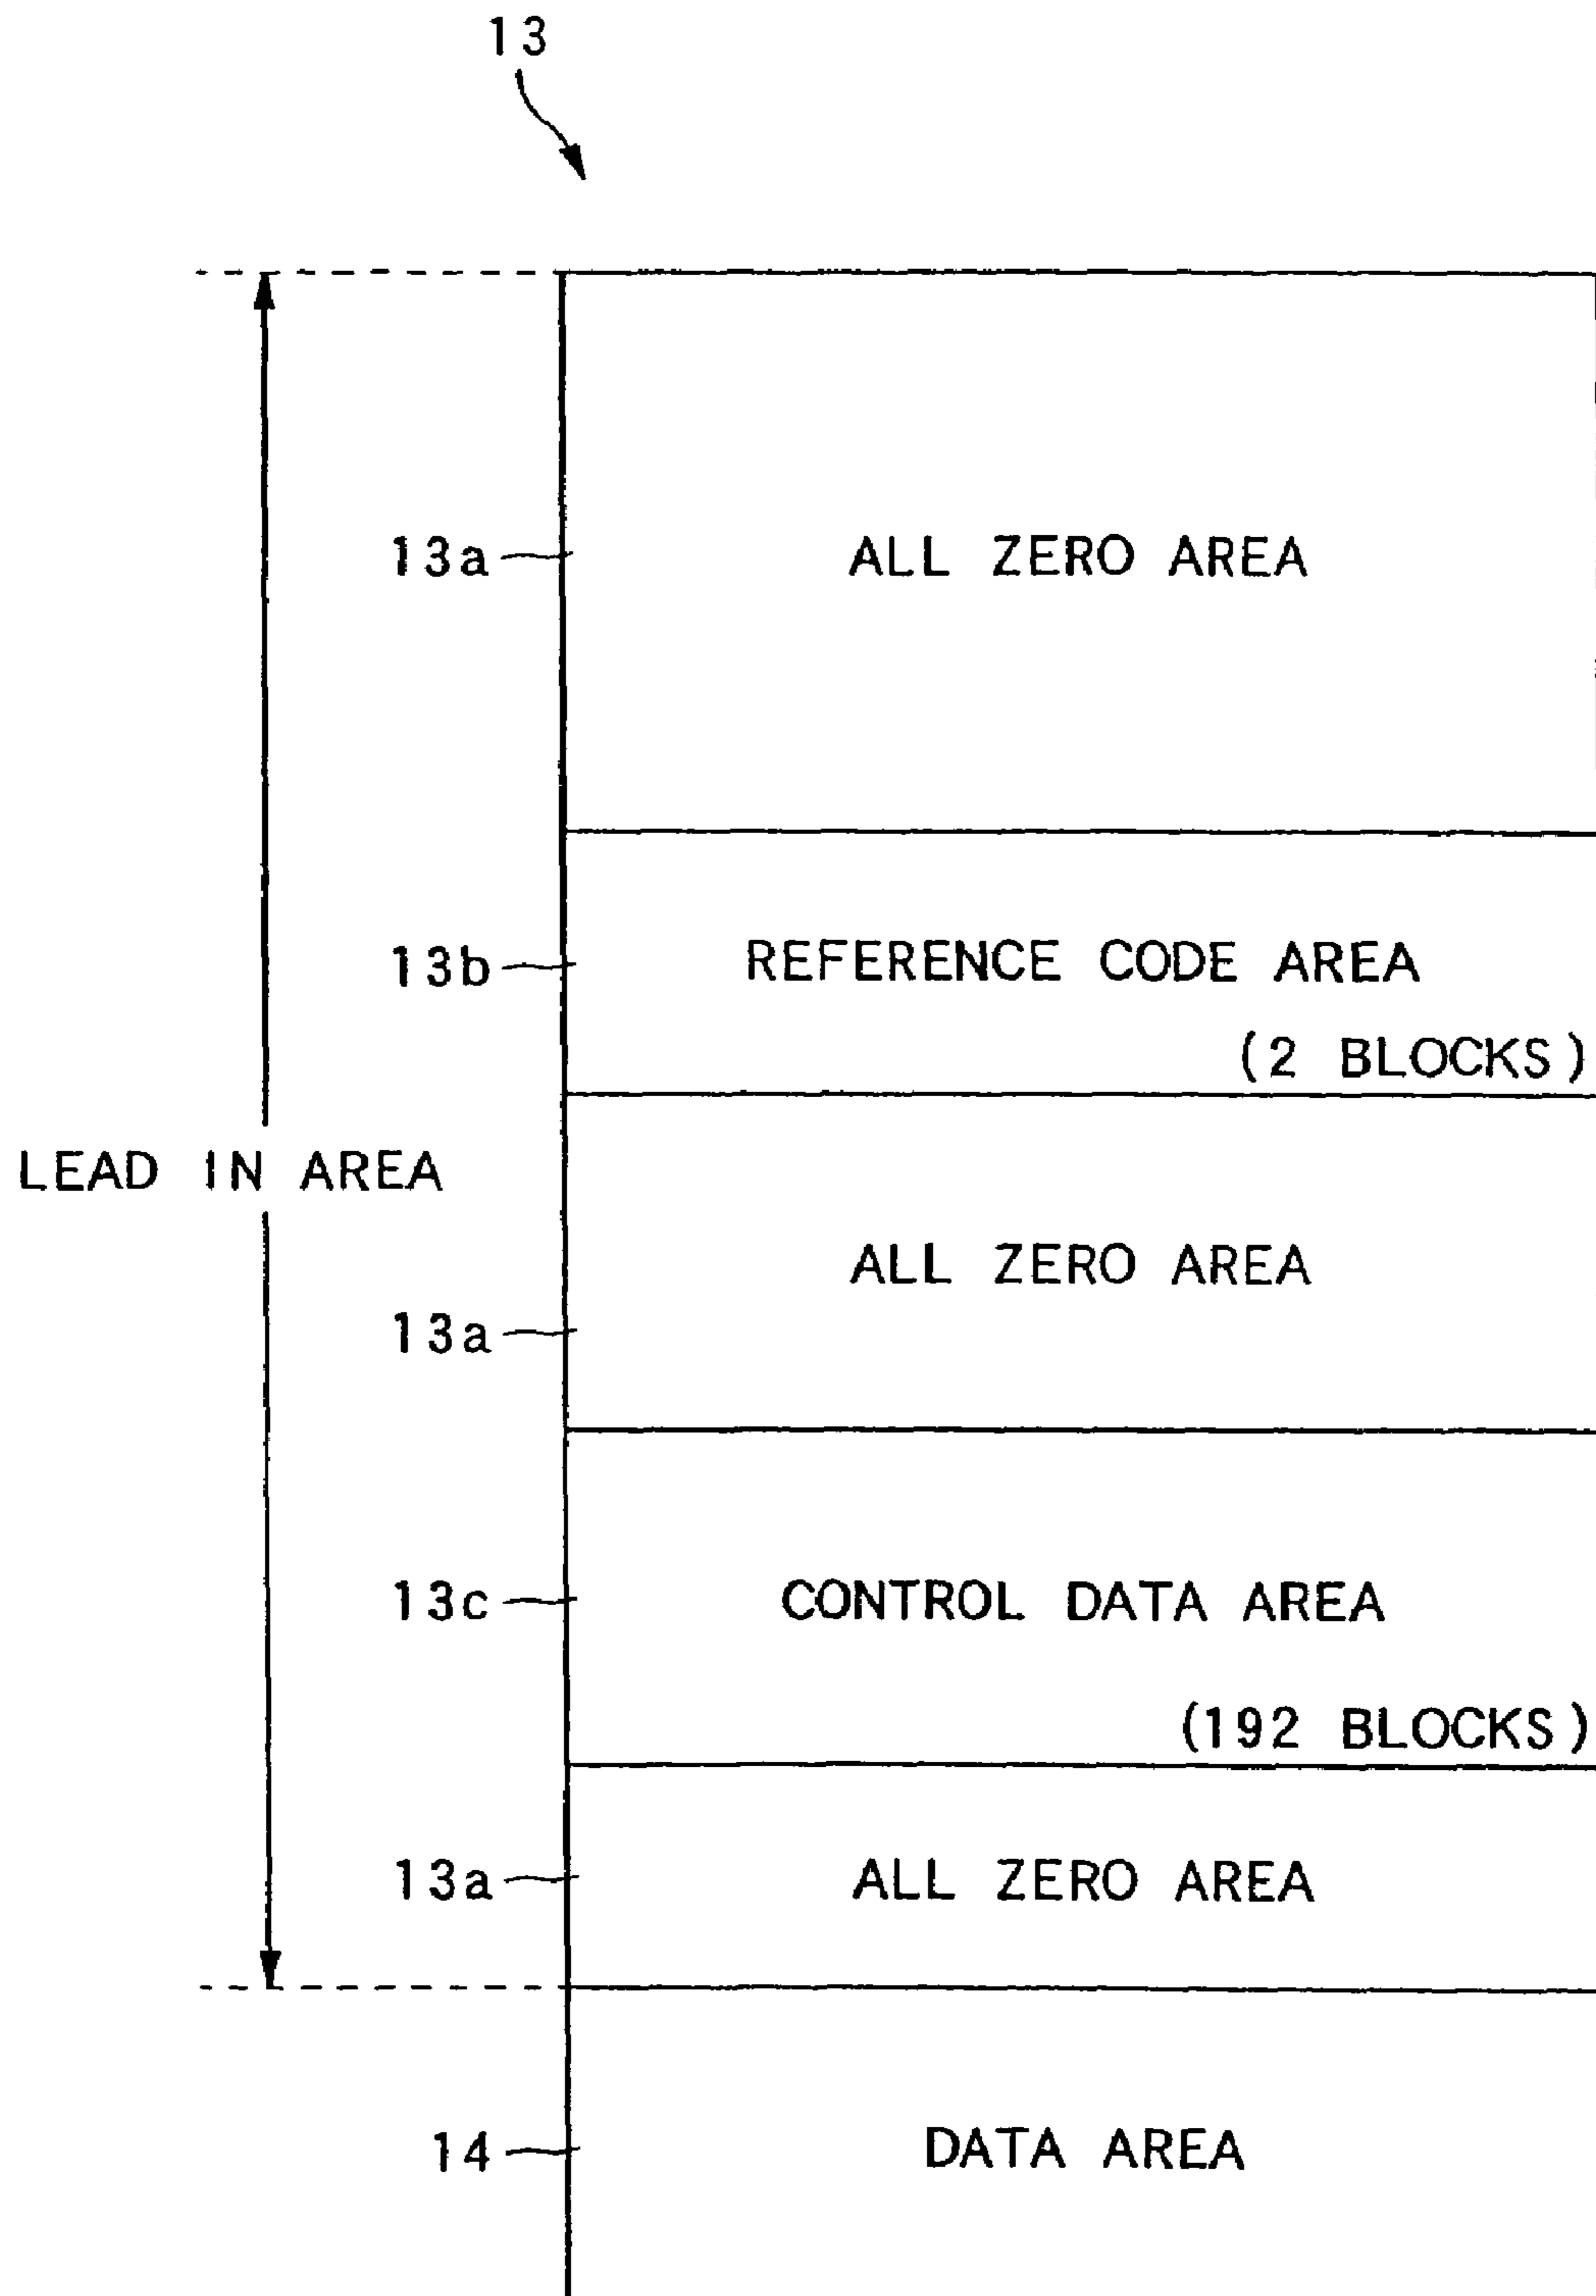 13
13a ALL ZERO AREA
13b REFERENCE CODE AREA
(2 BLOCKS)
LEAD IN AREA
ALL ZERO AREA
13a
13c CONTROL DATA AREA
(192 BLOCKS)
13a ALL ZERO AREA
14 DATA AREA